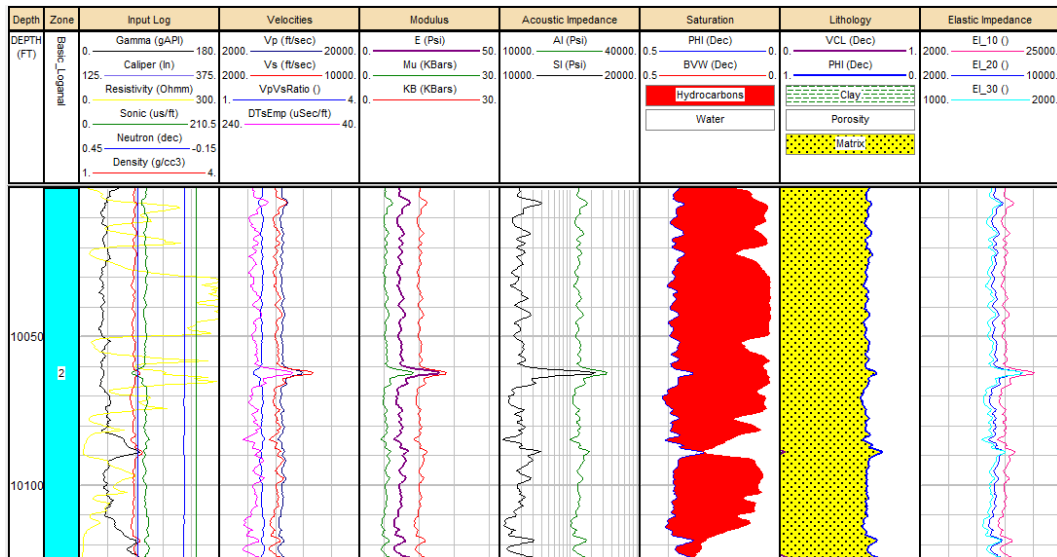 Depth Zone Input Log Velocities Modulus Acoustic Impedance Saturation Lithology Elastic Impedance
DEPTH
(FT)
Basic_Loganal
Gamma (gAPI)
0. 180.
Caliper (In)
125. 375.
Resistivity (Ohmm)
0. 300.
Sonic (us/ft)
0. 210.5
Neutron (dec)
0.45 -0.15
Density (g/cc3)
1. 4.
Vp (ft/sec)
2000. 20000.
Vs (ft/sec)
2000. 10000.
VpVsRatio ()
1. 4.
DTsEmp (uSec/ft)
240. 40.
E (Psi)
0. 50.
Mu (KBars)
0. 30.
KB (KBars)
0. 30.
AI (Psi)
10000. 40000.
SI (Psi)
10000. 20000.
PHI (Dec)
0.5 0.
BVW (Dec)
0.5 0.
Hydrocarbons
Water
VCL (Dec)
0. 1.
PHI (Dec)
1. 0.
Clay
Porosity
Matrix
EI_10 ()
2000. 25000.
EI_20 ()
2000. 10000.
EI_30 ()
1000. 2000.
10050
2
10100